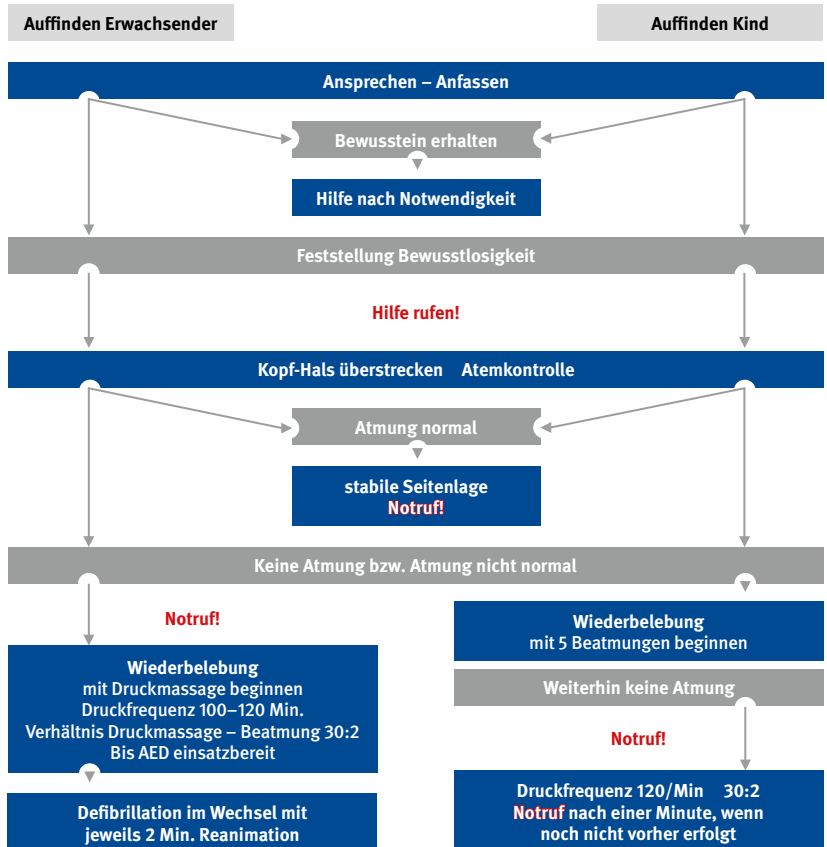 Auffinden Erwachsender
Auffinden Kind
Ansprechen – Anfassen
Bewusstein erhalten
Hilfe nach Notwendigkeit
Feststellung Bewusstlosigkeit
Hilfe rufen!
Kopf-Hals überstrecken Atemkontrolle
Atmung normal
stabile Seitenlage
Notruf!
Keine Atmung bzw. Atmung nicht normal
Notruf!
Wiederbelebung
mit Druckmassage beginnen
Druckfrequenz 100–120 Min.
Verhältnis Druckmassage – Beatmung 30:2
Bis AED einsatzbereit
Defibrillation im Wechsel mit
jeweils 2 Min. Reanimation
Wiederbelebung
mit 5 Beatmungen beginnen
Weiterhin keine Atmung
Notruf!
Druckfrequenz 120/Min 30:2
Notruf nach einer Minute, wenn
noch nicht vorher erfolgt